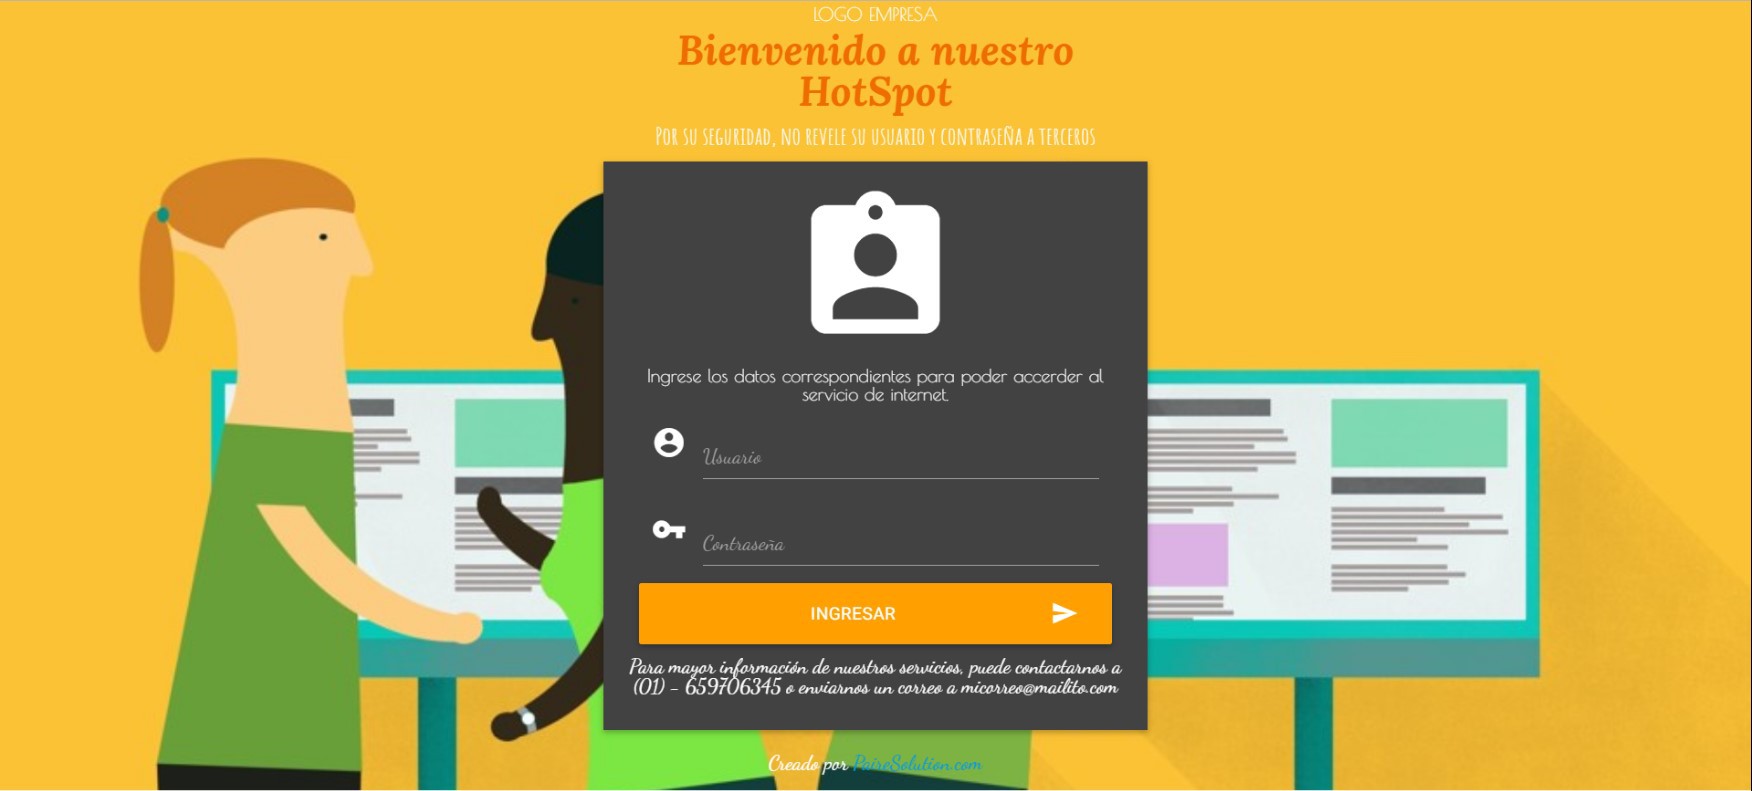 LOGO EMPRESA
Bienvenido a nuestro
HotSpot
Por su seguridad, no revele su usuario y contraseña a terceros
Ingrese los datos correspondientes para poder accerder al
servicio de internet.
Usuario
Contraseña
INGRESAR
Para mayor información de nuestros servicios, puede contactarnos a
(01) - 659706345 o enviarnos un correo a micorreo@mailito.com
Creado por PaireSolution.com